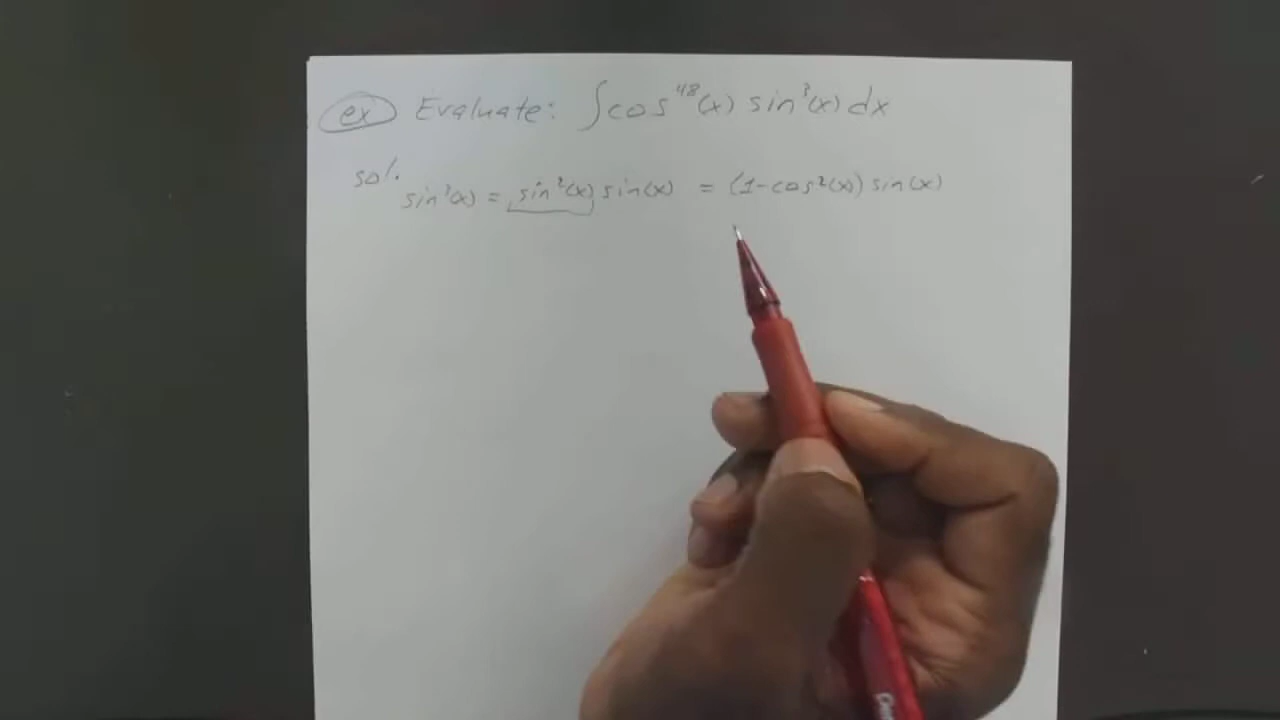 ex Evaluate: ∫cos⁴⁸(x) sin³(x) dx
sol.
sin³(x) = sin²(x) sin(x) = (1-cos²(x)) sin(x)